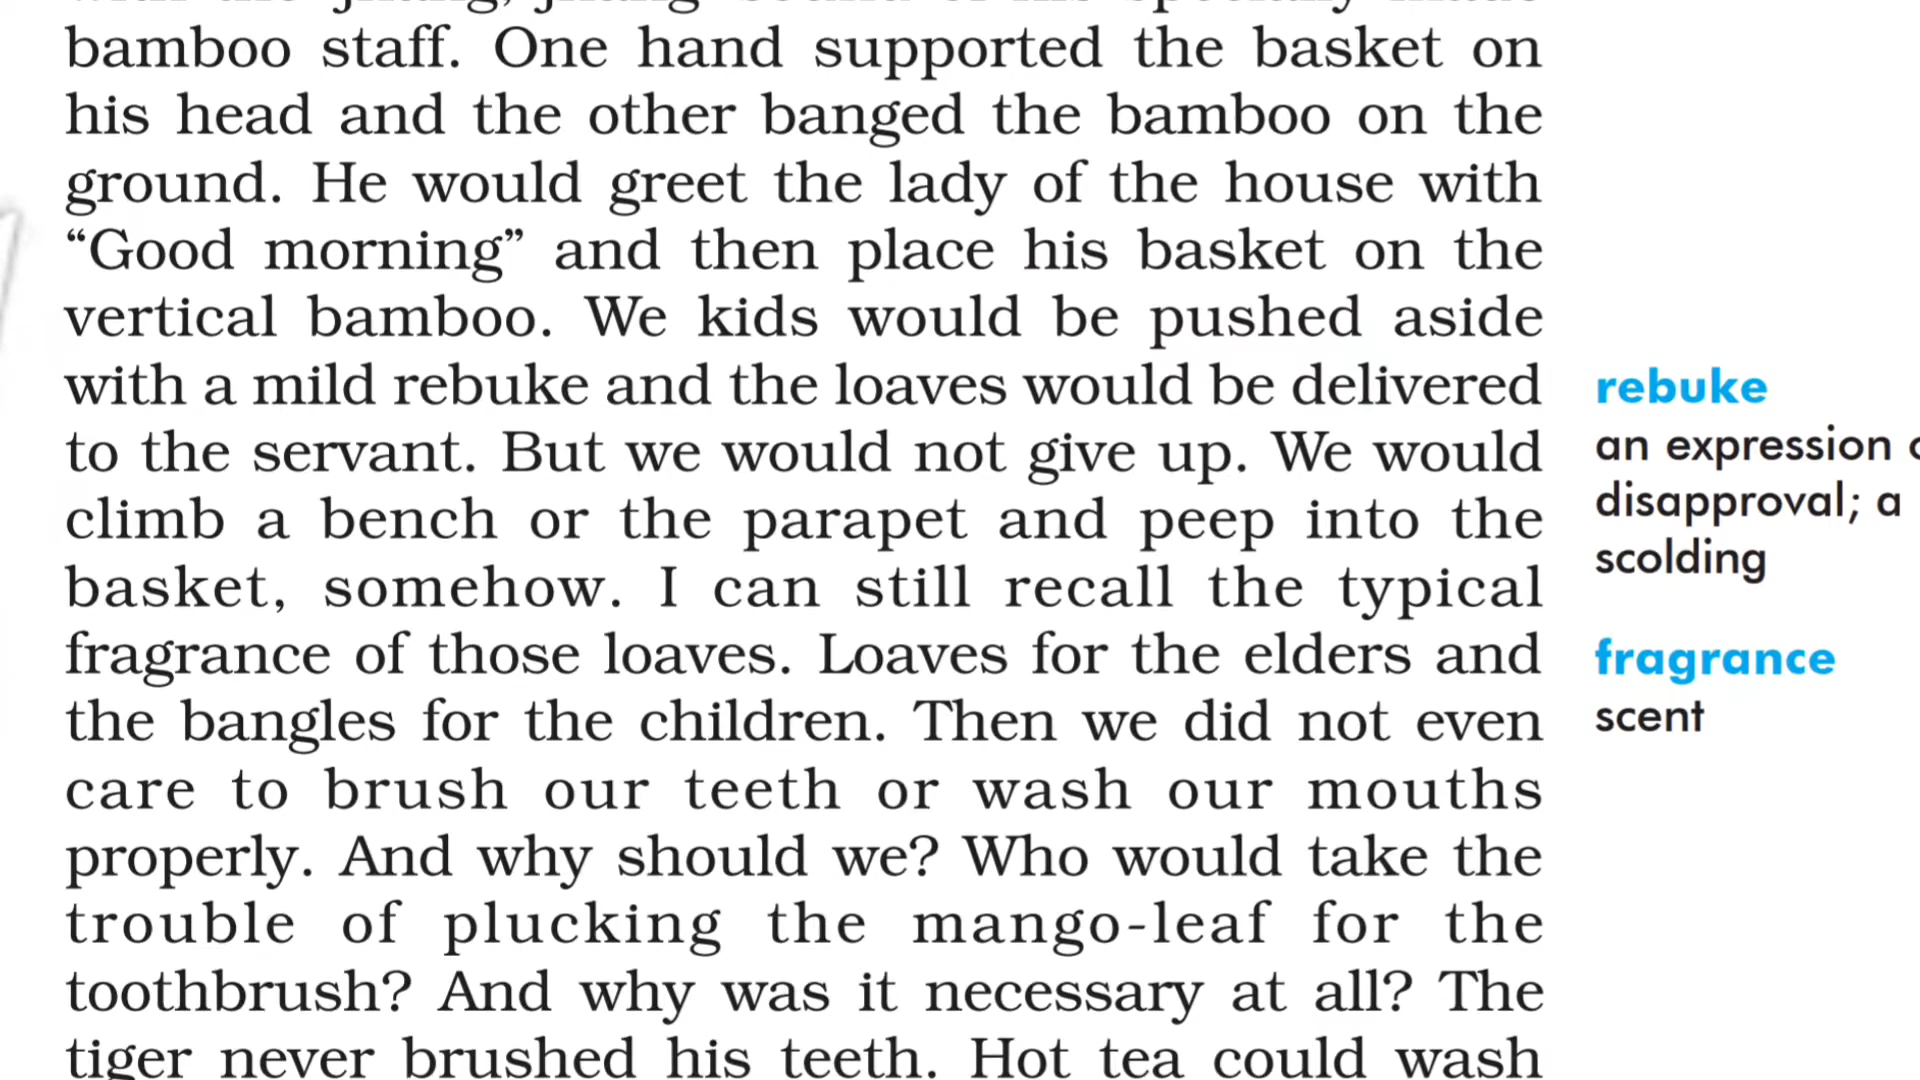 bamboo staff. One hand supported the basket on
his head and the other banged the bamboo on the
ground. He would greet the lady of the house with
“Good morning” and then place his basket on the
vertical bamboo. We kids would be pushed aside
with a mild rebuke and the loaves would be delivered
to the servant. But we would not give up. We would
climb a bench or the parapet and peep into the
basket, somehow. I can still recall the typical
fragrance of those loaves. Loaves for the elders and
the bangles for the children. Then we did not even
care to brush our teeth or wash our mouths
properly. And why should we? Who would take the
trouble of plucking the mango-leaf for the
toothbrush? And why was it necessary at all? The
tiger never brushed his teeth. Hot tea could wash
rebuke
an expression
disapproval; a
scolding
fragrance
scent